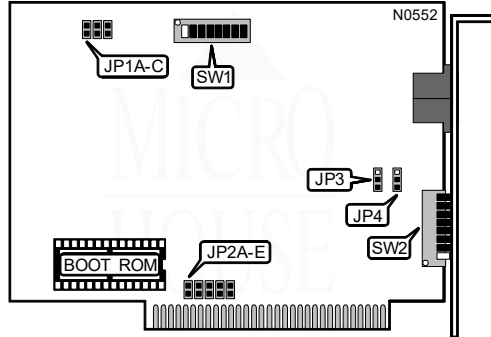 N0552
JP1A-C
SW1
MICRO
HOUSE
JP3
JP4
SW2
BOOT ROM
JP2A-E